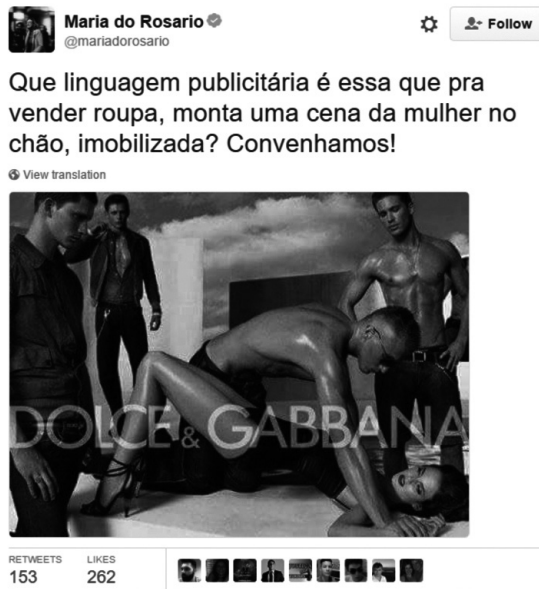 Maria do Rosario
@mariadorosario
Follow
Que linguagem publicitária é essa que pra
vender roupa, monta uma cena da mulher no
chão, imobilizada? Convenhamos!
View translation
DOLCE & GABBANA
RETWEETS LIKES
153 262